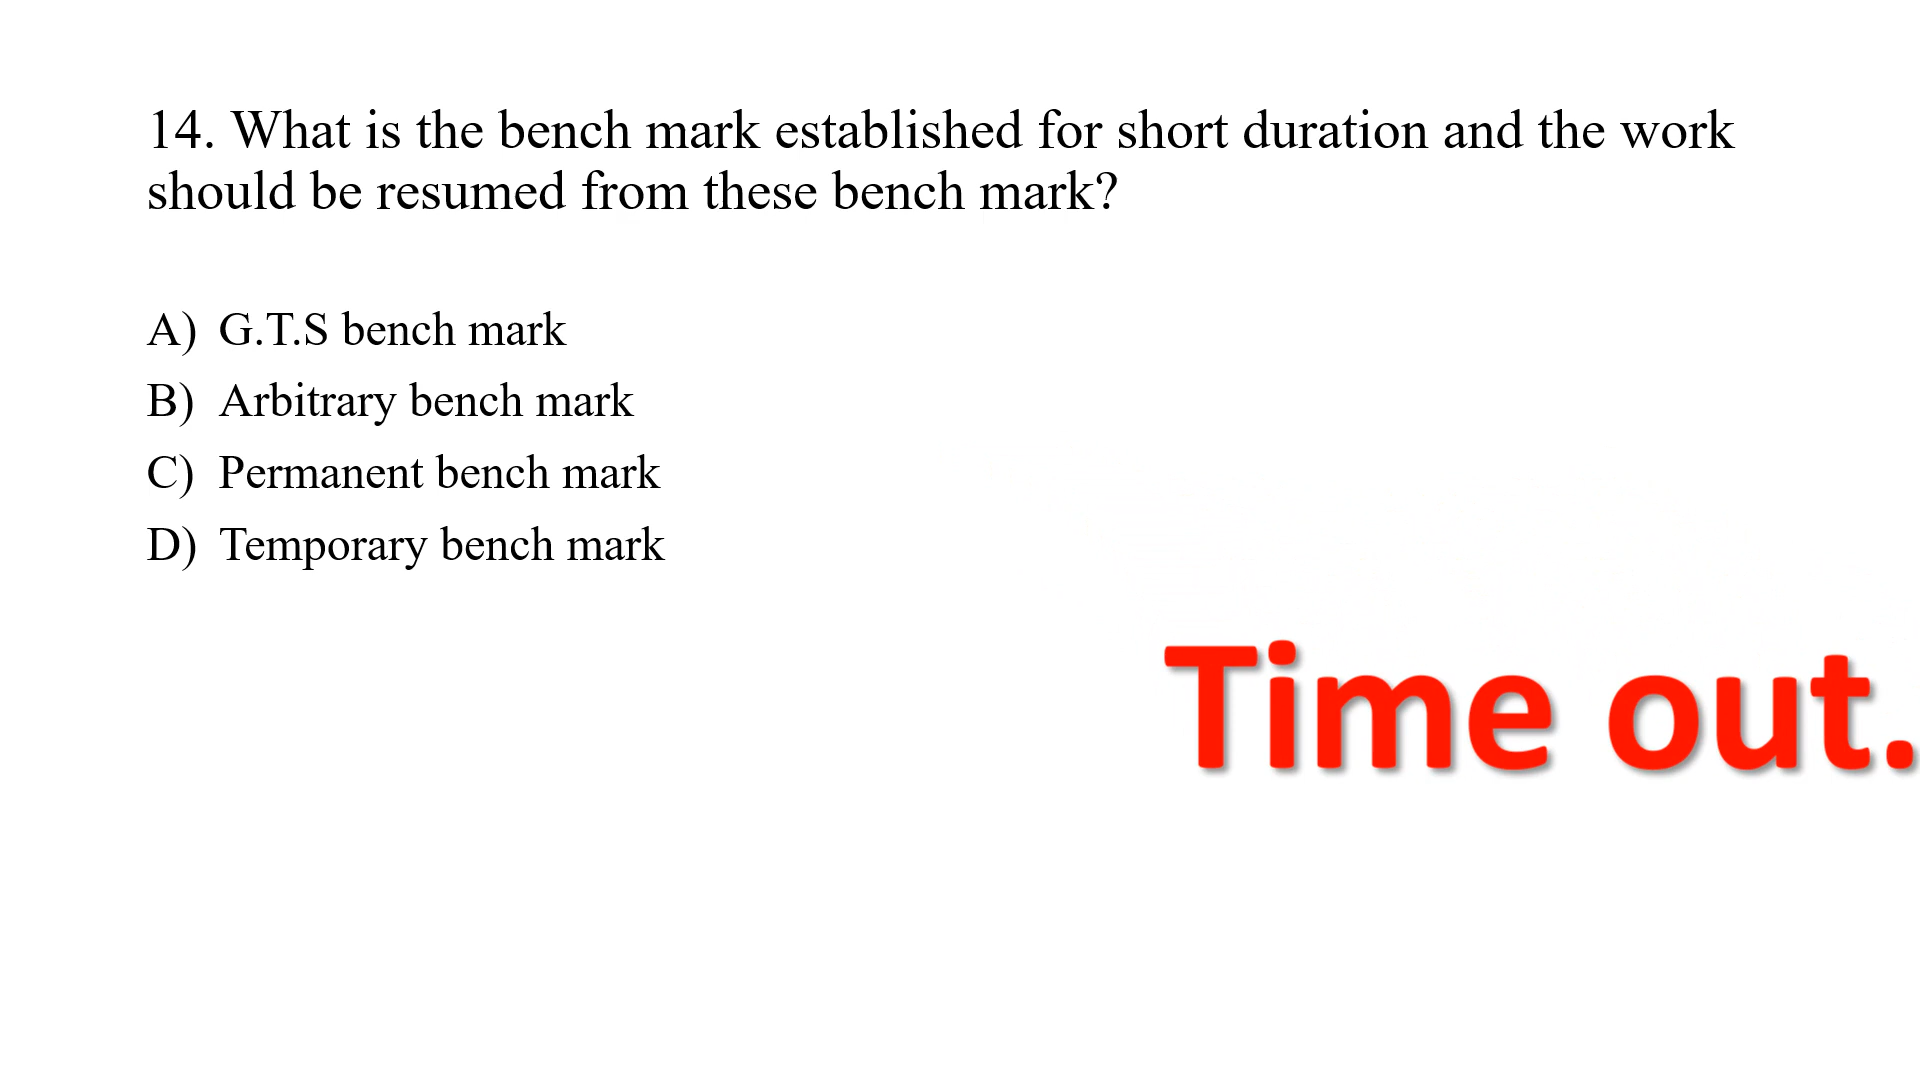 14. What is the bench mark established for short duration and the work
should be resumed from these bench mark?
A) G.T.S bench mark
B) Arbitrary bench mark
C) Permanent bench mark
D) Temporary bench mark
Time out.